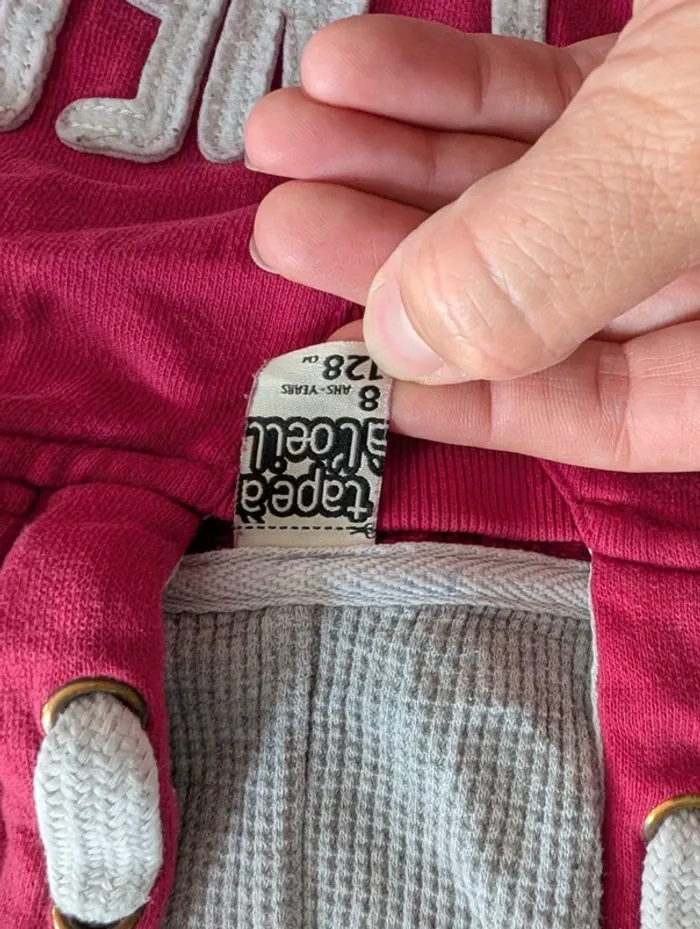 tape à
à l'oeil
8 ANS-YEARS
128 CM